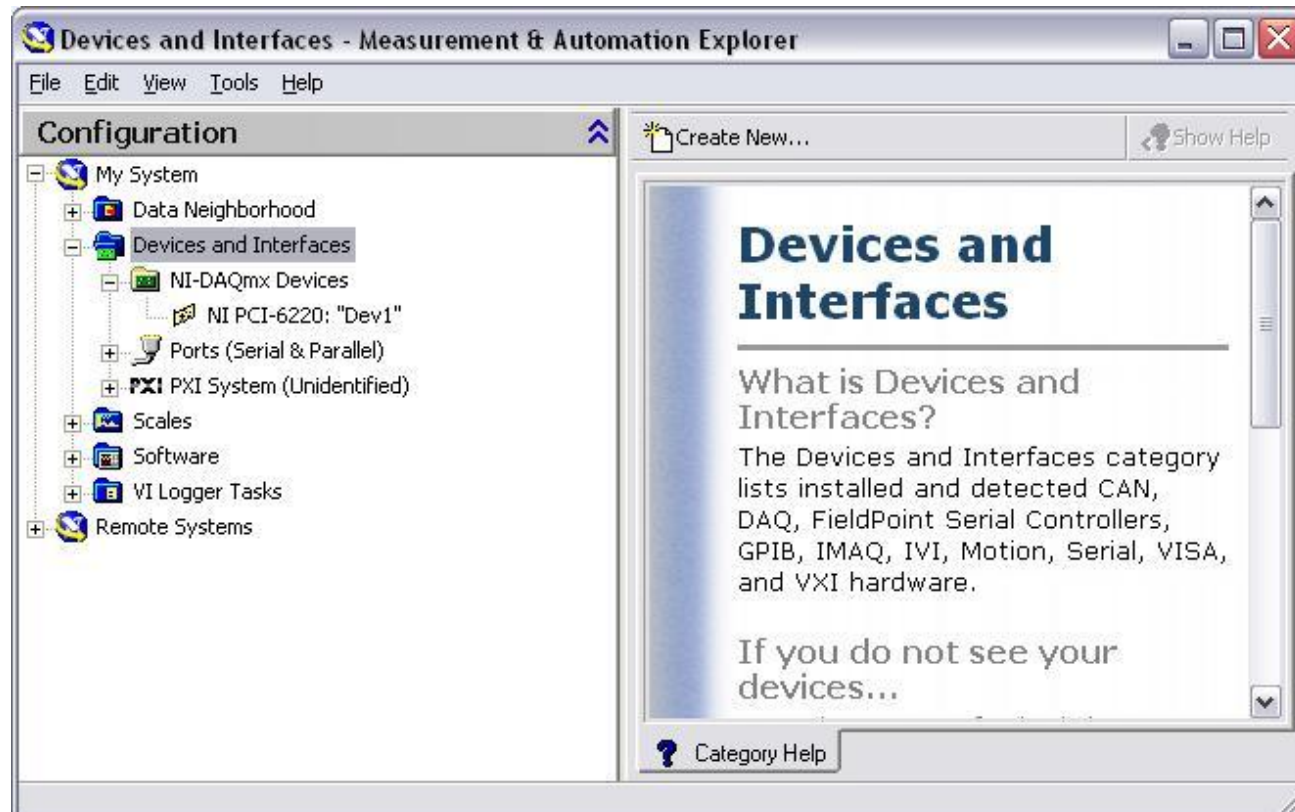 Devices and Interfaces - Measurement & Automation Explorer
File Edit View Tools Help
Configuration
My System
Data Neighborhood
Devices and Interfaces
NI-DAQmx Devices
NI PCI-6220: "Dev1"
Ports (Serial & Parallel)
PXI PXI System (Unidentified)
Scales
Software
VI Logger Tasks
Remote Systems
Create New...
Show Help
Devices and
Interfaces
What is Devices and
Interfaces?
The Devices and Interfaces category
lists installed and detected CAN,
DAQ, FieldPoint Serial Controllers,
GPIB, IMAQ, IVI, Motion, Serial, VISA,
and VXI hardware.
If you do not see your
devices...
Category Help